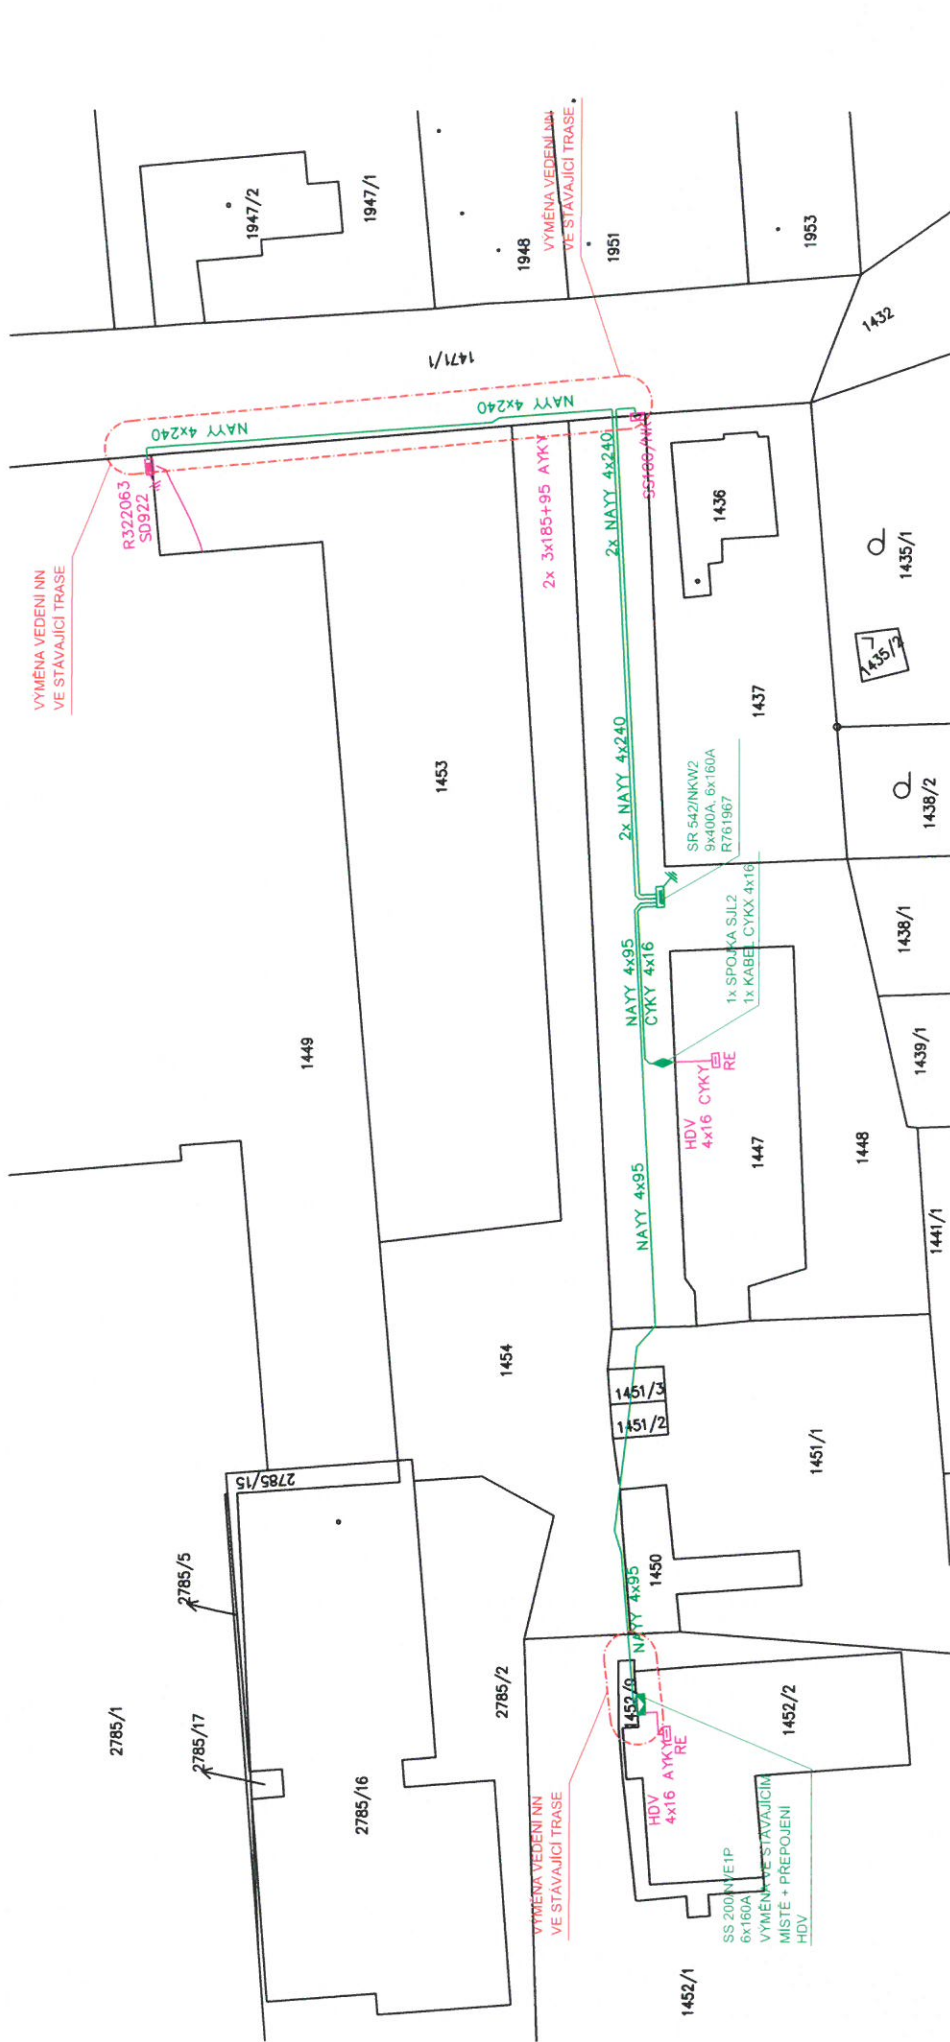 VÝMĚNA VEDENÍ NN
VE STÁVAJÍCÍ TRASE
R322063
SD922
NAYY 4x240
NAYY 4x240
1471/1
1947/2
1947/1
1948
1951
1953
1432
VÝMĚNA VEDENÍ NN
VE STÁVAJÍCÍ TRASE
2x 3x185+95 AYKY
2x NAYY 4x240
2x NAYY 4x240
1436
1435/1
1435/2
1437
1438/2
1438/1
1439/1
1441/1
SR 542/NKW2
9x400A, 6x160A
R761967
1x SPOJKA SJL2
1x KABEL CYKX 4x16
NAYY 4x95
CYKY 4x16
HDV
4x16 CYKY
RE
1447
1448
NAYY 4x95
1453
1449
1454
1451/3
1451/2
1451/1
1450
NAYY 4x95
2785/15
2785/5
2785/1
2785/17
2785/16
2785/2
VÝMĚNA VEDENÍ NN
VE STÁVAJÍCÍ TRASE
HDV
4x16 AYKY
RE
1452/2
1452/1
6x160A
VÝMĚNA VE STÁVAJÍCÍM
MÍSTĚ + PŘEPOJENÍ
HDV